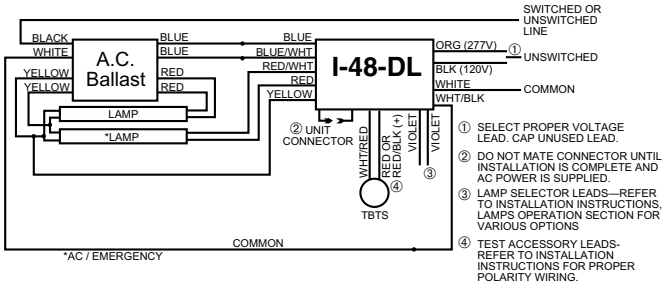 SWITCHED OR
UNSWITCHED
LINE
BLACK
WHITE
YELLOW
YELLOW
A.C.
Ballast
BLUE
BLUE
RED
RED
LAMP
*LAMP
BLUE
BLUE/WHT
RED/WHT
RED
YELLOW
I-48-DL
ORG (277V)
①
UNSWITCHED
BLK (120V)
WHITE
COMMON
WHT/BLK
② UNIT
CONNECTOR
WHT/RED
RED OR
RED/BLK (+)
VIOLET
VIOLET
③
④
TBTS
COMMON
*AC / EMERGENCY
① SELECT PROPER VOLTAGE
LEAD. CAP UNUSED LEAD.
② DO NOT MATE CONNECTOR UNTIL
INSTALLATION IS COMPLETE AND
AC POWER IS SUPPLIED.
③ LAMP SELECTOR LEADS—REFER
TO INSTALLATION INSTRUCTIONS,
LAMPS OPERATION SECTION FOR
VARIOUS OPTIONS
④ TEST ACCESSORY LEADS-
REFER TO INSTALLATION
INSTRUCTIONS FOR PROPER
POLARITY WIRING.